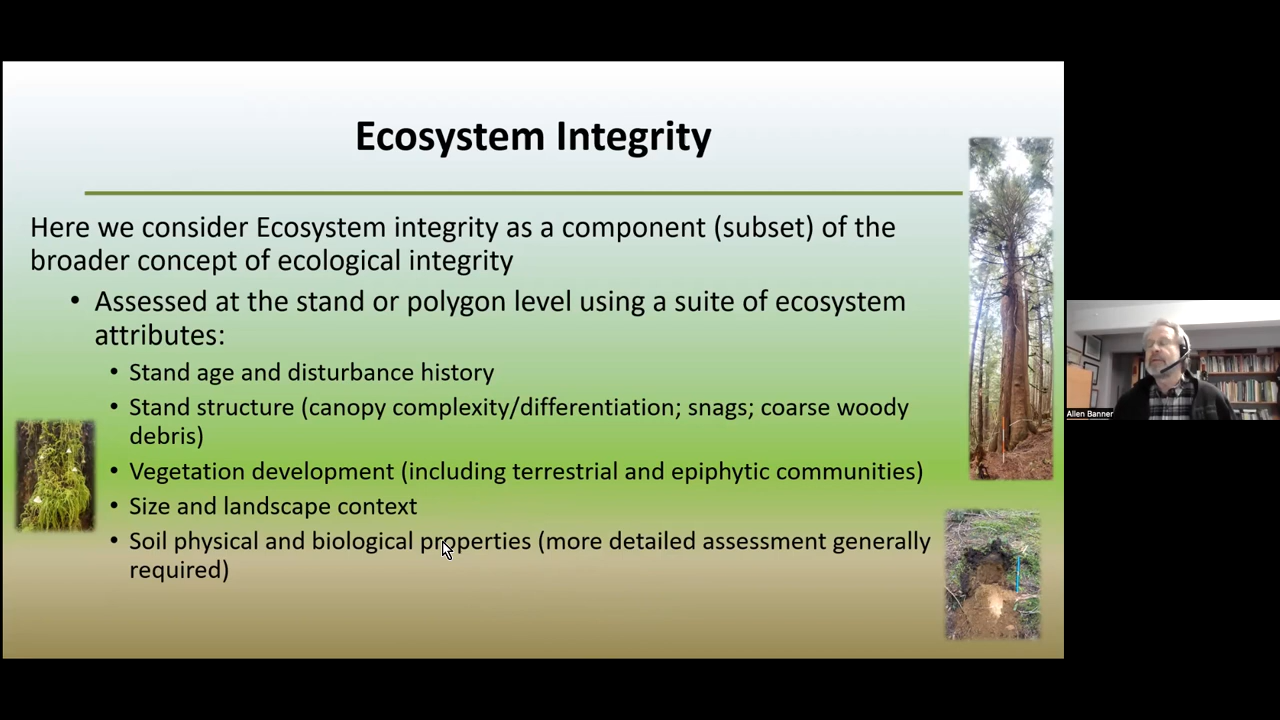 Ecosystem Integrity
Here we consider Ecosystem integrity as a component (subset) of the
broader concept of ecological integrity
• Assessed at the stand or polygon level using a suite of ecosystem
attributes:
• Stand age and disturbance history
• Stand structure (canopy complexity/differentiation; snags; coarse woody
debris)
• Vegetation development (including terrestrial and epiphytic communities)
• Size and landscape context
• Soil physical and biological properties (more detailed assessment generally
required)
Allen Banner